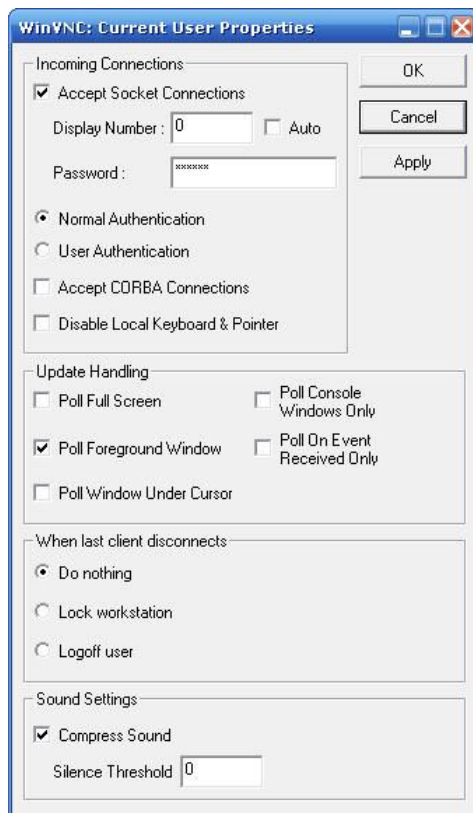 WinVNC: Current User Properties
Incoming Connections
OK
Accept Socket Connections
Display Number : 0 Auto
Cancel
Password : ××××××
Apply
Normal Authentication
User Authentication
Accept CORBA Connections
Disable Local Keyboard & Pointer
Update Handling
Poll Full Screen
Poll Console
Windows Only
Poll Foreground Window
Poll On Event
Received Only
Poll Window Under Cursor
When last client disconnects
Do nothing
Lock workstation
Logoff user
Sound Settings
Compress Sound
Silence Threshold 0